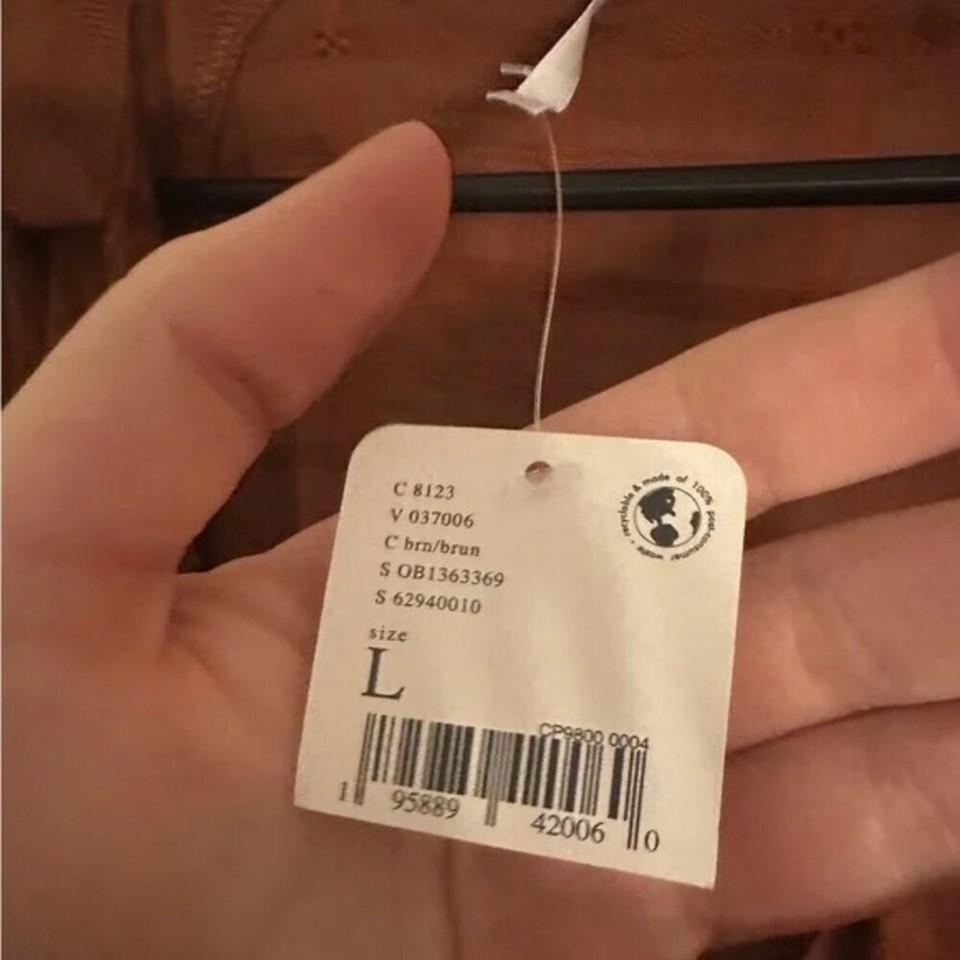 C 8123
V 037006
C brn/brun
S OB1363369
S 62940010
size
L
CP9800 0004
1 95889 42006 0
recyclable & made of 100% post-consumer waste •